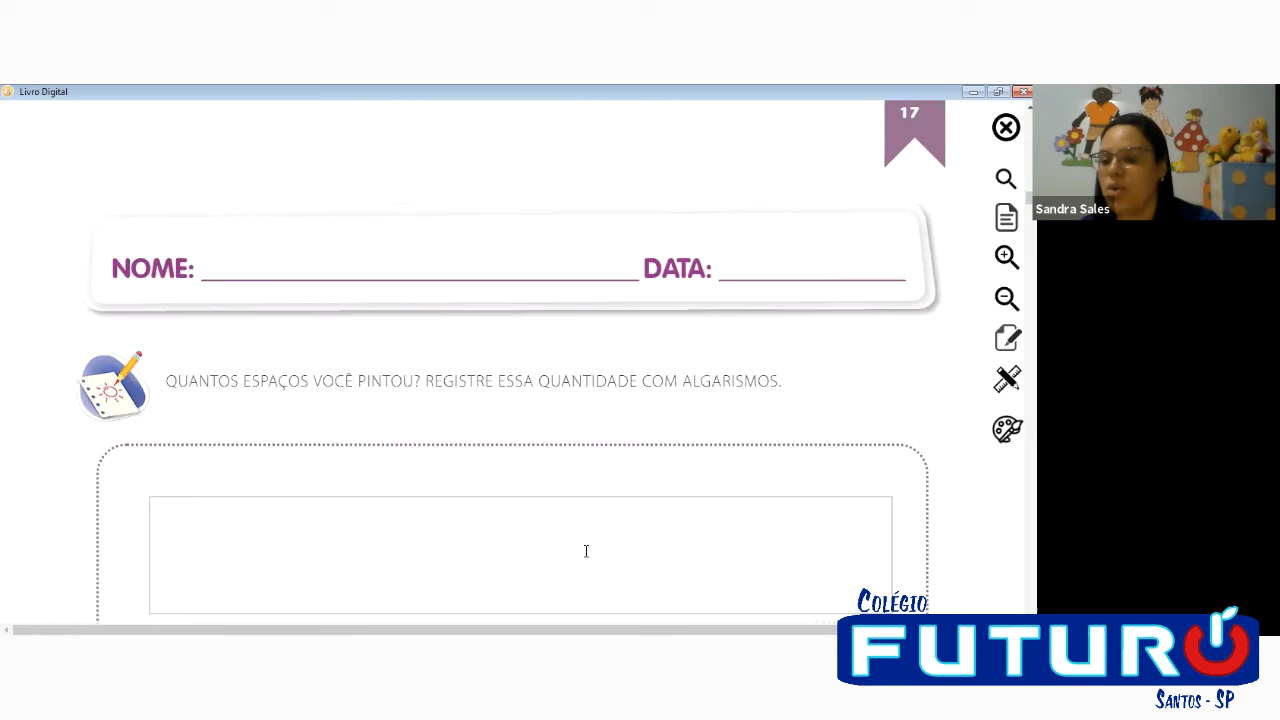 Livro Digital
17
Sandra Sales
NOME: DATA:
QUANTOS ESPAÇOS VOCÊ PINTOU? REGISTRE ESSA QUANTIDADE COM ALGARISMOS.
COLÉGIO
FUTURO
SANTOS - SP